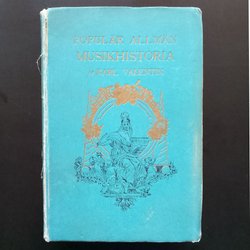 POPULÄR ALLMÄN
MUSIKHISTORIA
AV KARL VALENTIN